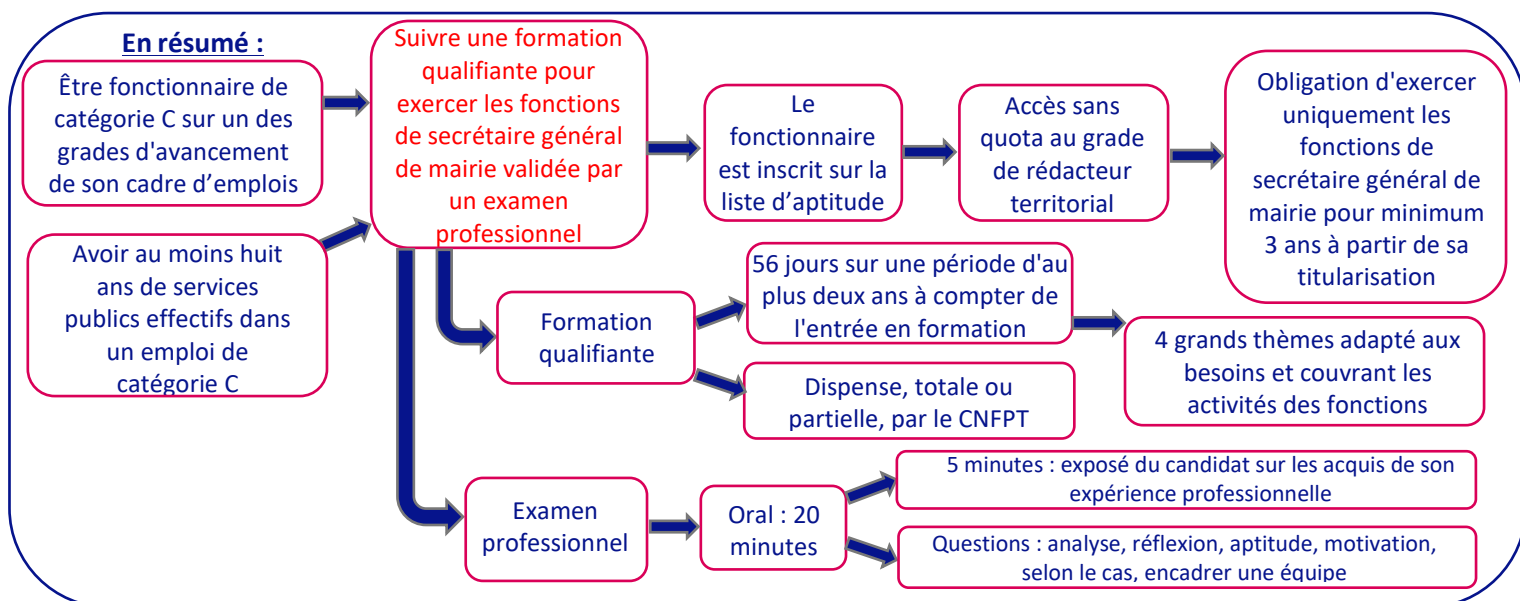 En résumé :
Être fonctionnaire de
catégorie C sur un des
grades d'avancement
de son cadre d’emplois
Avoir au moins huit
ans de services
publics effectifs dans
un emploi de
catégorie C
Suivre une formation
qualifiante pour
exercer les fonctions
de secrétaire général
de mairie validée par
un examen
professionnel
Le
fonctionnaire
est inscrit sur la
liste d’aptitude
Accès sans
quota au grade
de rédacteur
territorial
Obligation d'exercer
uniquement les
fonctions de
secrétaire général de
mairie pour minimum
3 ans à partir de sa
titularisation
Formation
qualifiante
56 jours sur une période d'au
plus deux ans à compter de
l'entrée en formation
Dispense, totale ou
partielle, par le CNFPT
4 grands thèmes adapté aux
besoins et couvrant les
activités des fonctions
Examen
professionnel
Oral : 20
minutes
5 minutes : exposé du candidat sur les acquis de son
expérience professionnelle
Questions : analyse, réflexion, aptitude, motivation,
selon le cas, encadrer une équipe